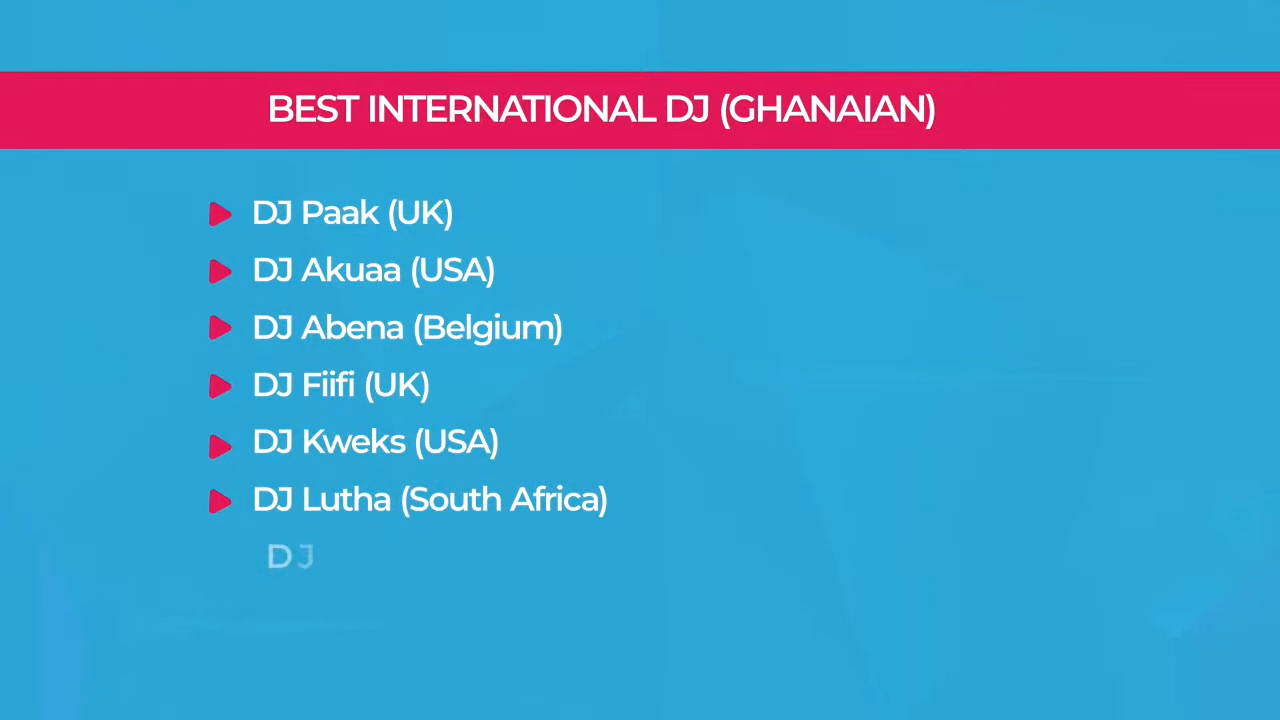 BEST INTERNATIONAL DJ (GHANAIAN)
DJ Paak (UK)
DJ Akuaa (USA)
DJ Abena (Belgium)
DJ Fiifi (UK)
DJ Kweks (USA)
DJ Lutha (South Africa)
DJ